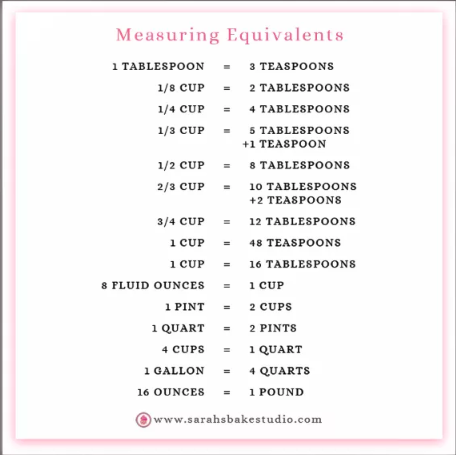 Measuring Equivalents
1 TABLESPOON = 3 TEASPOONS
1/8 CUP = 2 TABLESPOONS
1/4 CUP = 4 TABLESPOONS
1/3 CUP = 5 TABLESPOONS
+1 TEASPOON
1/2 CUP = 8 TABLESPOONS
2/3 CUP = 10 TABLESPOONS
+2 TEASPOONS
3/4 CUP = 12 TABLESPOONS
1 CUP = 48 TEASPOONS
1 CUP = 16 TABLESPOONS
8 FLUID OUNCES = 1 CUP
1 PINT = 2 CUPS
1 QUART = 2 PINTS
4 CUPS = 1 QUART
1 GALLON = 4 QUARTS
16 OUNCES = 1 POUND
www.sarahsbakestudio.com